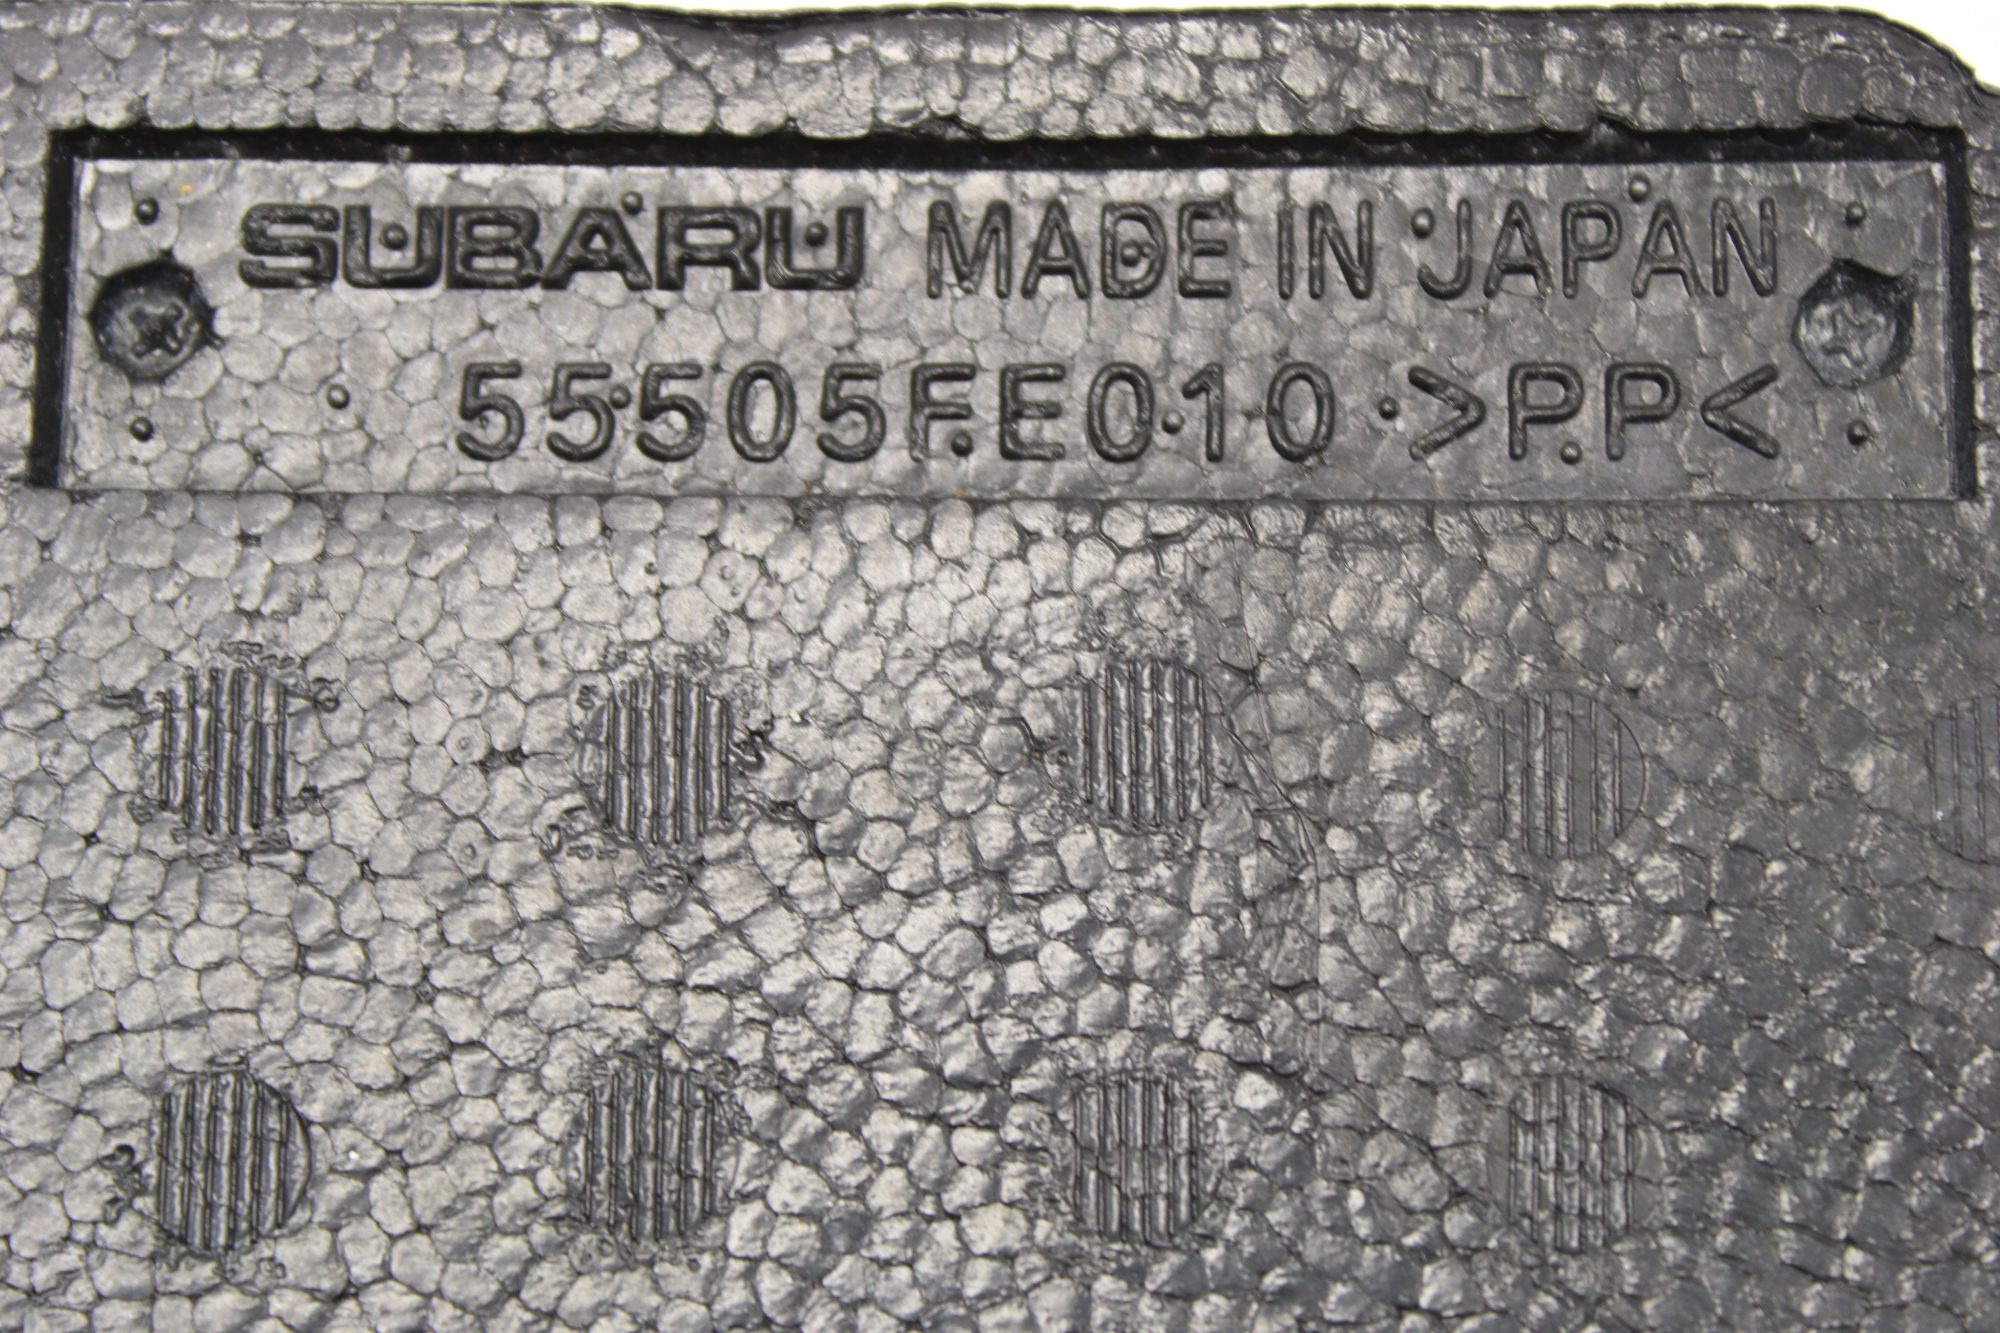 SUBARU MADE IN JAPAN
55505FE010 >PP<